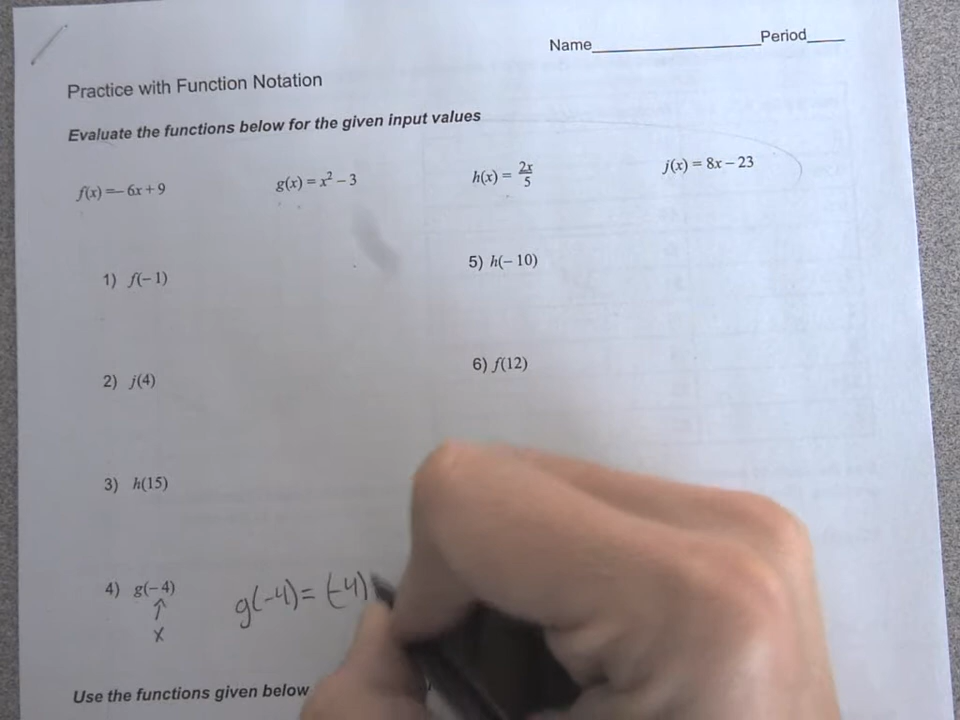 Name____________________Period____
Practice with Function Notation
Evaluate the functions below for the given input values
f(x) = – 6x + 9 g(x) = x² – 3 h(x) = 2x/5 j(x) = 8x – 23
1) f(– 1)
5) h(– 10)
2) j(4)
6) f(12)
3) h(15)
4) g(– 4) g(-4) = (-4)
↑
x
Use the functions given below